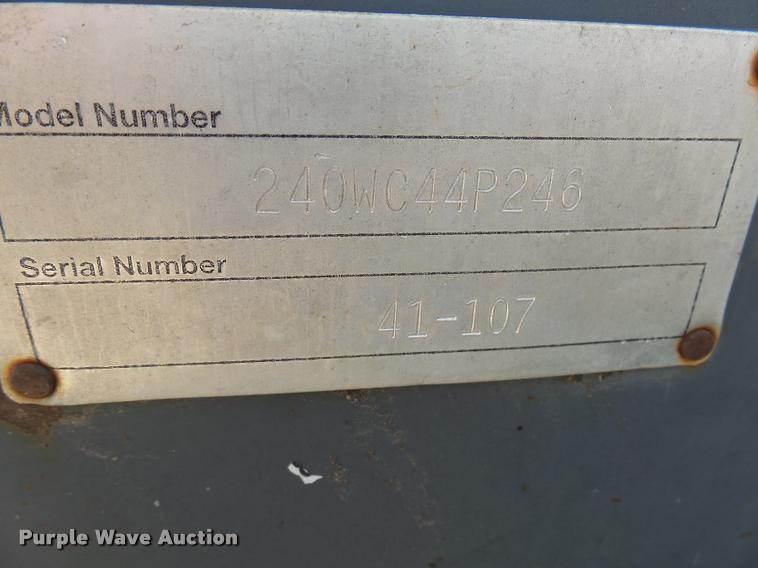 Model Number
240WC44P246
Serial Number
41-107
Purple Wave Auction